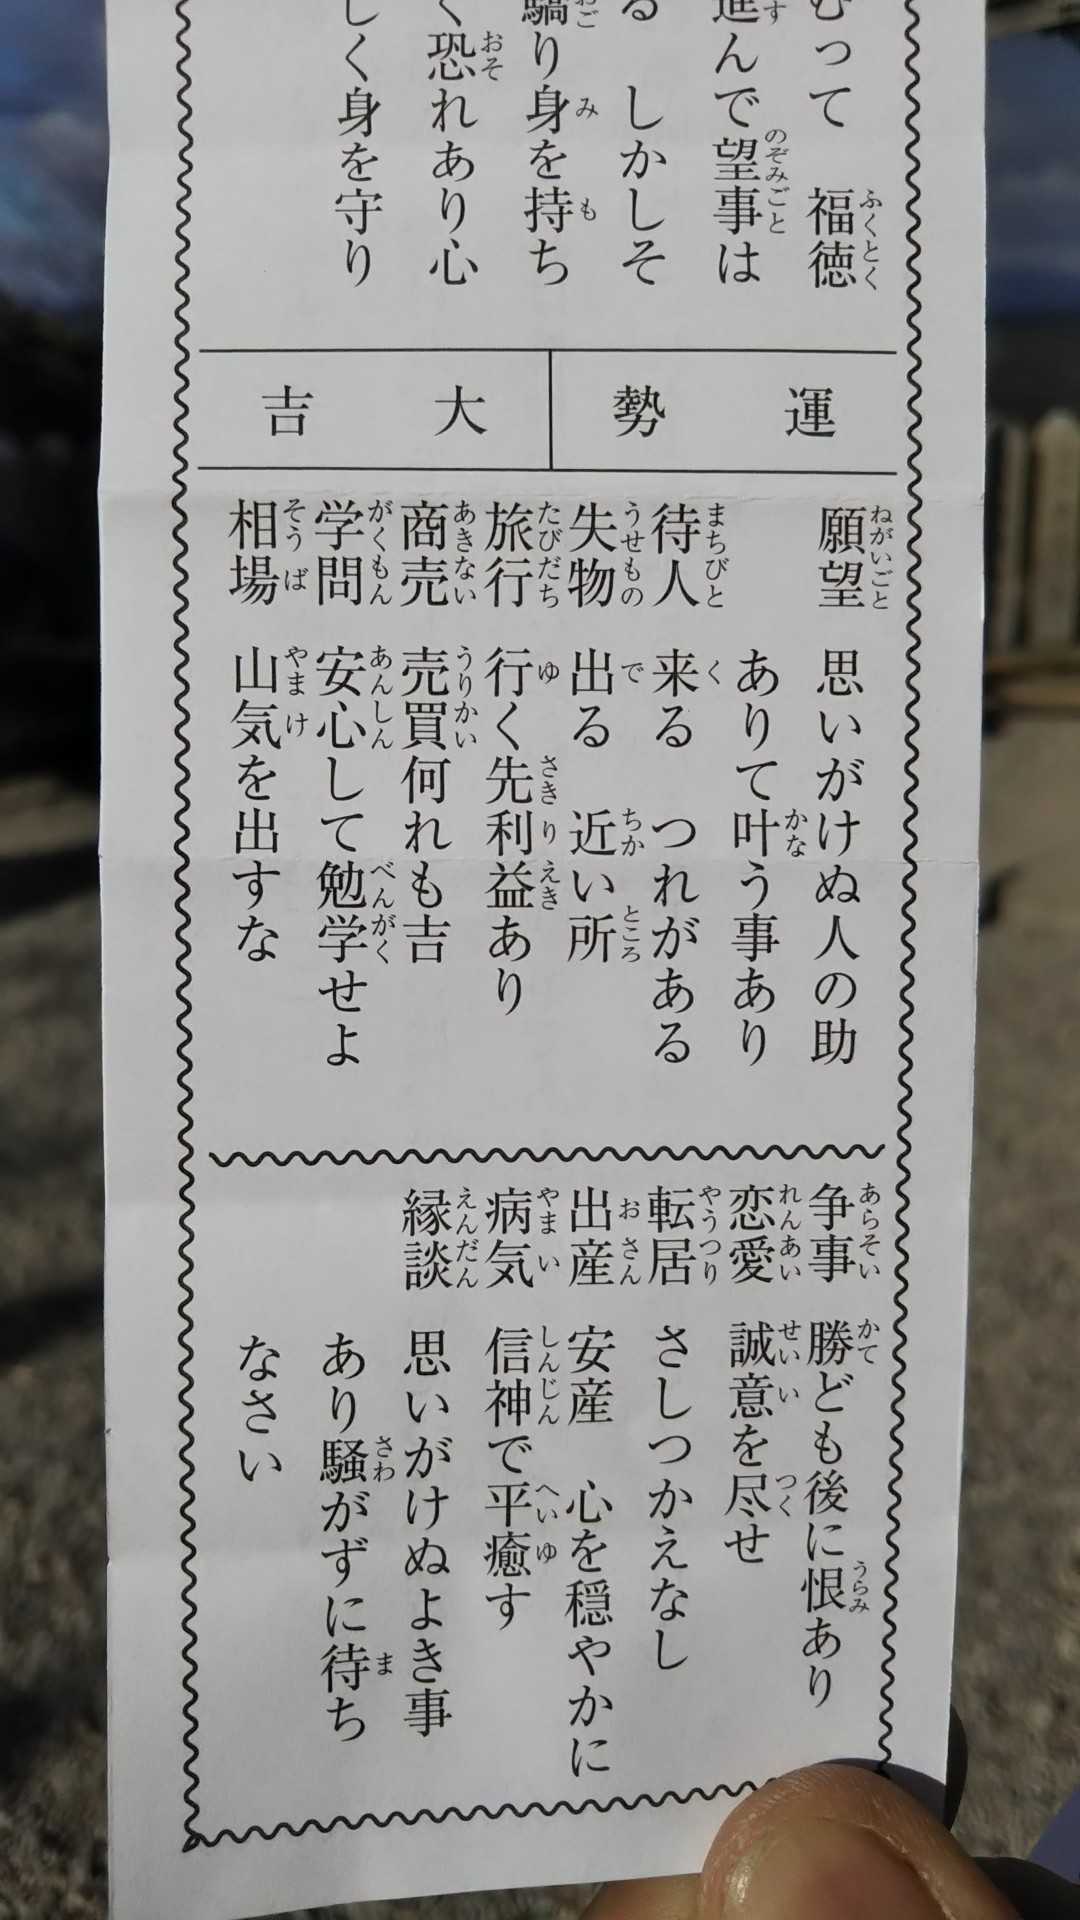 むって 福徳
進んで望事は
る しかしそ
驕り身を持ち
く恐れあり心
しく身を守り
運勢 大吉
願望 思いがけぬ人の助
ありて叶う事あり
待人 来る つれがある
失物 出る 近い所
旅行 行く先利益あり
商売 売買何れも吉
学問 安心して勉学せよ
相場 山気を出すな
争事 勝ども後に恨あり
恋愛 誠意を尽せ
転居 さしつかえなし
出産 安産 心を穏やかに
病気 信神で平癒す
縁談 思いがけぬよき事
あり騒がずに待ち
なさい